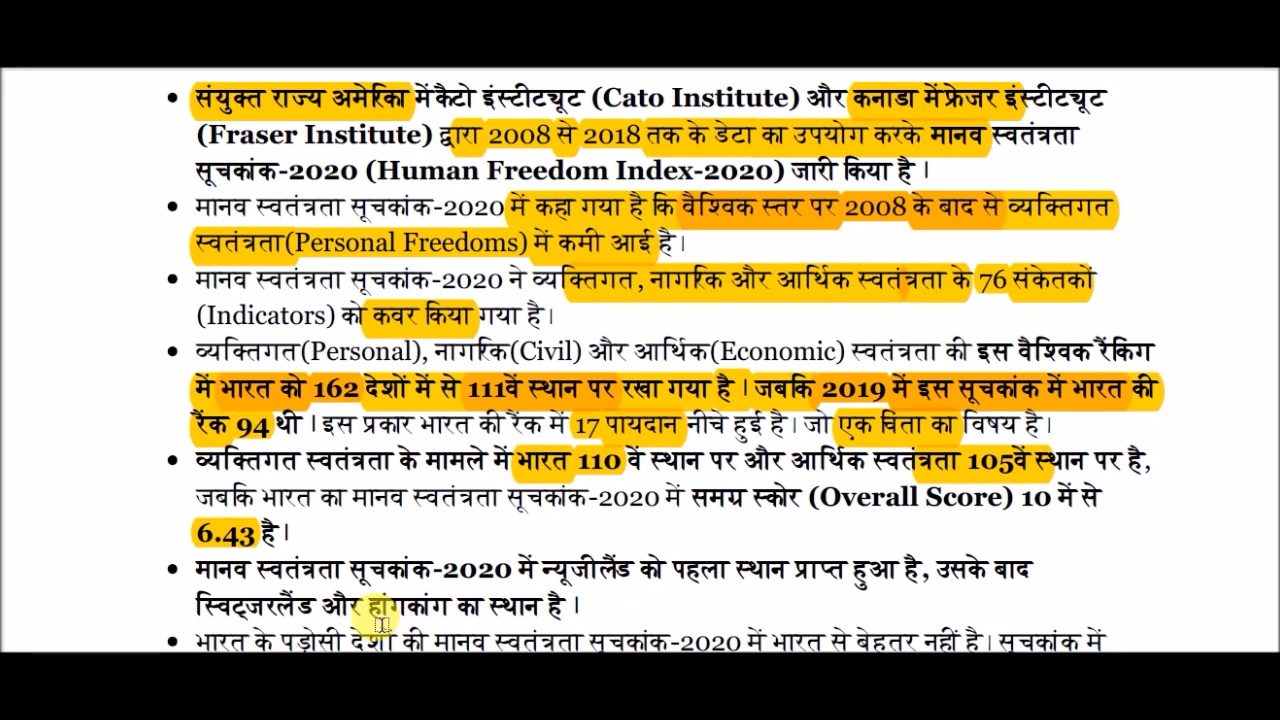 • संयुक्त राज्य अमेरिका में कैटो इंस्टीट्यूट (Cato Institute) और कनाडा में फ्रेजर इंस्टीट्यूट
(Fraser Institute) द्वारा 2008 से 2018 तक के डेटा का उपयोग करके मानव स्वतंत्रता
सूचकांक-2020 (Human Freedom Index-2020) जारी किया है ।
• मानव स्वतंत्रता सूचकांक-2020 में कहा गया है कि वैश्विक स्तर पर 2008 के बाद से व्यक्तिगत
स्वतंत्रता(Personal Freedoms) में कमी आई है।
• मानव स्वतंत्रता सूचकांक-2020 ने व्यक्तिगत, नागरिक और आर्थिक स्वतंत्रता के 76 संकेतकों
(Indicators) को कवर किया गया है।
• व्यक्तिगत(Personal), नागरिक(Civil) और आर्थिक(Economic) स्वतंत्रता की इस वैश्विक रैंकिंग
में भारत को 162 देशों में से 111वें स्थान पर रखा गया है । जबकि 2019 में इस सूचकांक में भारत की
रैंक 94 थी । इस प्रकार भारत की रैंक में 17 पायदान नीचे हुई है। जो एक चिंता का विषय है।
• व्यक्तिगत स्वतंत्रता के मामले में भारत 110 वें स्थान पर और आर्थिक स्वतंत्रता 105वें स्थान पर है,
जबकि भारत का मानव स्वतंत्रता सूचकांक-2020 में समग्र स्कोर (Overall Score) 10 में से
6.43 है।
• मानव स्वतंत्रता सूचकांक-2020 में न्यूजीलैंड को पहला स्थान प्राप्त हुआ है, उसके बाद
स्विट्जरलैंड और हांगकांग का स्थान है ।
• भारत के पड़ोसी देशों की मानव स्वतंत्रता सूचकांक-2020 में भारत से बेहतर नहीं है। सूचकांक में